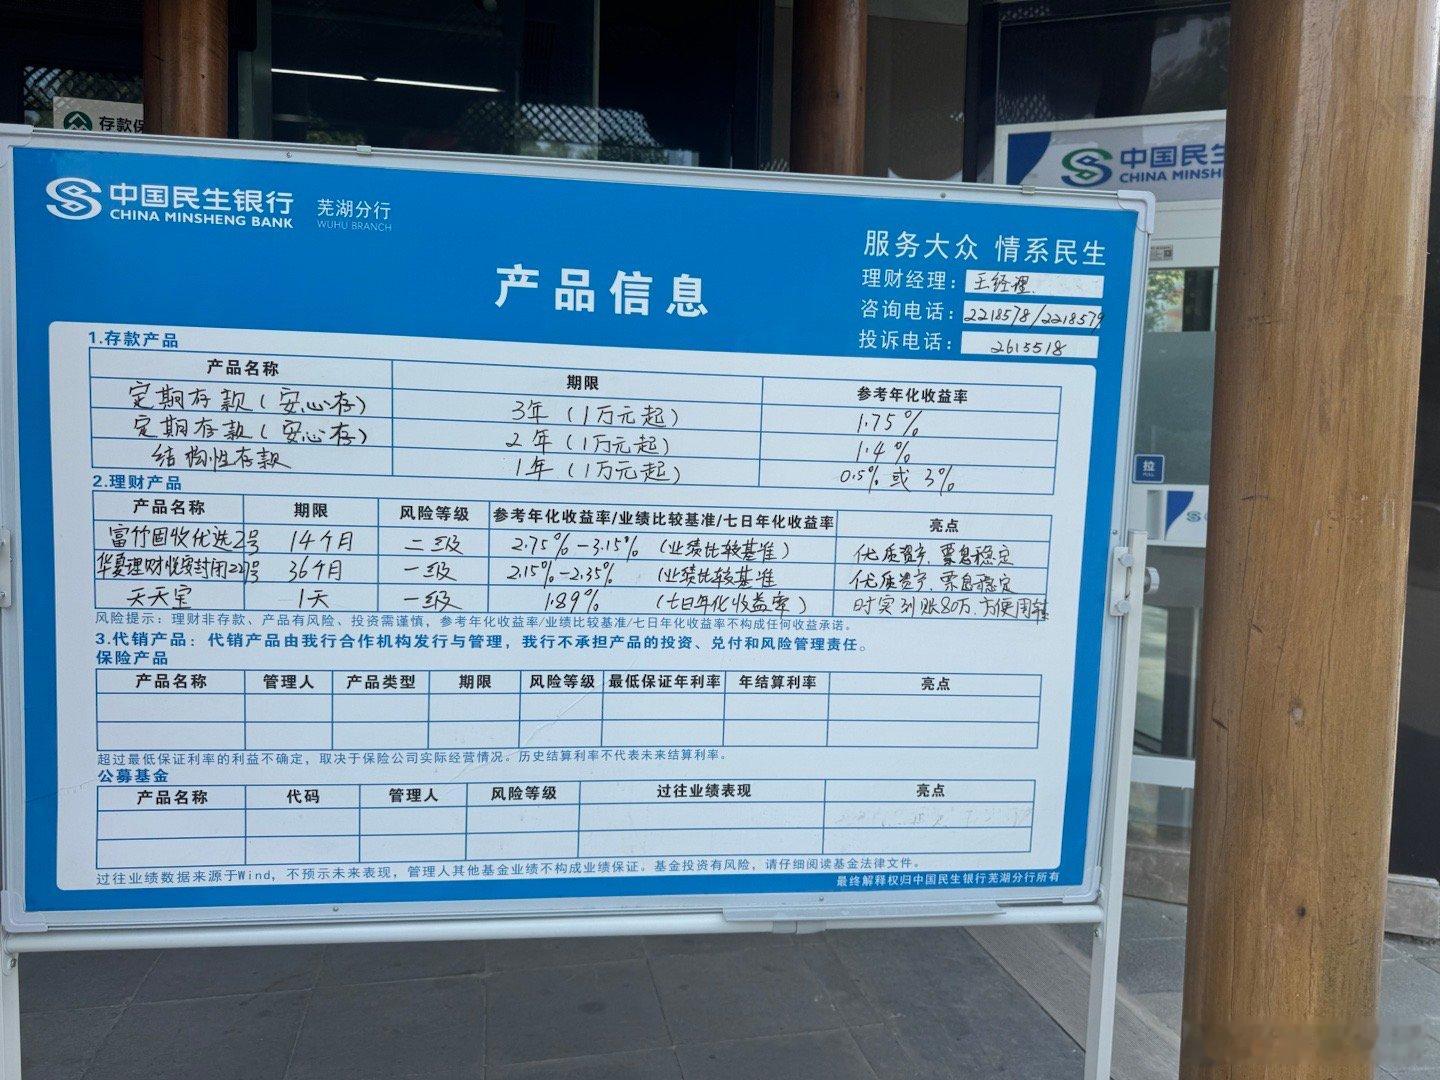 存款保
中国民生银行
CHINA MINSHENG BANK
芜湖分行
WUHU BRANCH
中国民生
CHINA MINSH
服务大众 情系民生
理财经理：王经理
咨询电话：2218578/2218579
投诉电话：2615518
产品信息
1.存款产品
产品名称 期限 参考年化收益率
定期存款(安心存) 3年(1万元起) 1.75%
定期存款(安心存) 2年(1万元起) 1.4%
结构性存款 1年(1万元起) 0.5%或3%
2.理财产品
产品名称 期限 风险等级 参考年化收益率/业绩比较基准/七日年化收益率 亮点
富竹固收优选2号 14个月 二级 2.75%-3.15%(业绩比较基准) 优质资产,票息稳定
华夏理财悦安封闭 号 36个月 一级 2.15%-2.35%(业绩比较基准 优质资产,票息稳定
天天宝 1天 一级 1.89%(七日年化收益率) 时实到账80万,方便用
风险提示：理财非存款、产品有风险、投资需谨慎，参考年化收益率/业绩比较基准/七日年化收益率不构成任何收益承诺。
3.代销产品：代销产品由我行合作机构发行与管理，我行不承担产品的投资、兑付和风险管理责任。
保险产品
产品名称 管理人 产品类型 期限 风险等级 最低保证年利率 年结算利率 亮点
超过最低保证利率的利益不确定，取决于保险公司实际经营情况。历史结算利率不代表未来结算利率。
公募基金
产品名称 代码 管理人 风险等级 过往业绩表现 亮点
过往业绩数据来源于Wind，不预示未来表现，管理人其他基金业绩不构成业绩保证。基金投资有风险，请仔细阅读基金法律文件。
最终解释权归中国民生银行芜湖分行所有
拉
PULL